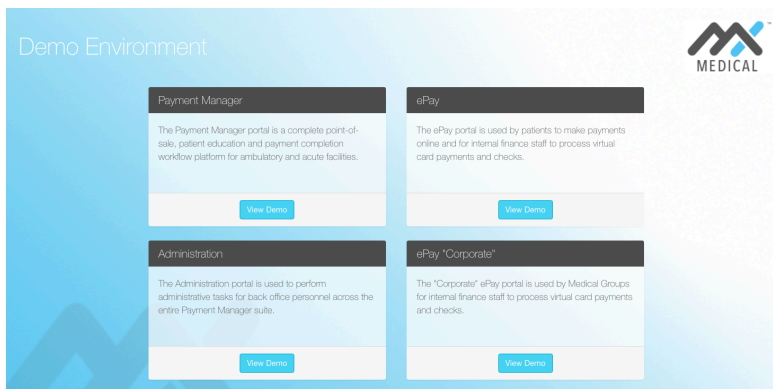 Demo Environment
MEDICAL
Payment Manager
The Payment Manager portal is a complete point-of-
sale, patient education and payment completion
workflow platform for ambulatory and acute facilities.
View Demo
ePay
The ePay portal is used by patients to make payments
online and for internal finance staff to process virtual
card payments and checks.
View Demo
Administration
The Administration portal is used to perform
administrative tasks for back office personnel across the
entire Payment Manager suite.
View Demo
ePay "Corporate"
The "Corporate" ePay portal is used by Medical Groups
for internal finance staff to process virtual card payments
and checks.
View Demo